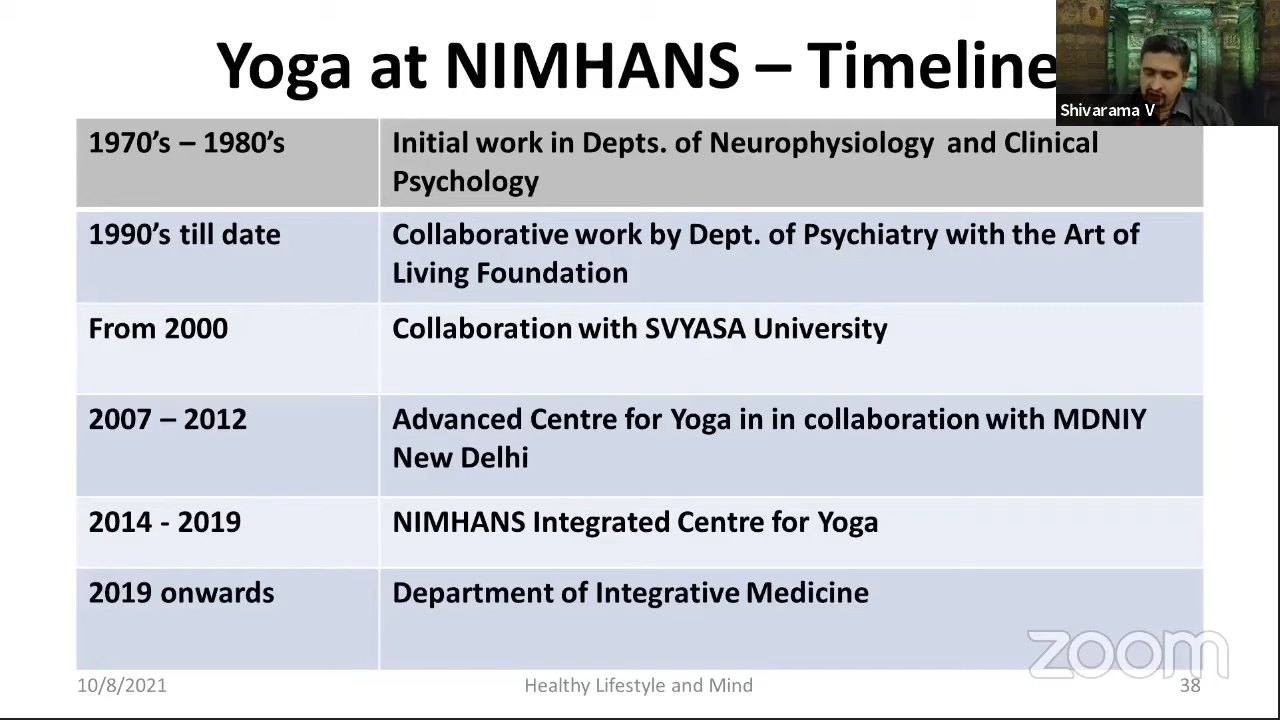 Yoga at NIMHANS – Timeline
Shivarama V
1970’s – 1980’s
Initial work in Depts. of Neurophysiology and Clinical
Psychology
1990’s till date
Collaborative work by Dept. of Psychiatry with the Art of
Living Foundation
From 2000
Collaboration with SVYASA University
2007 – 2012
Advanced Centre for Yoga in in collaboration with MDNIY
New Delhi
2014 - 2019
NIMHANS Integrated Centre for Yoga
2019 onwards
Department of Integrative Medicine
zoom
10/8/2021
Healthy Lifestyle and Mind
38